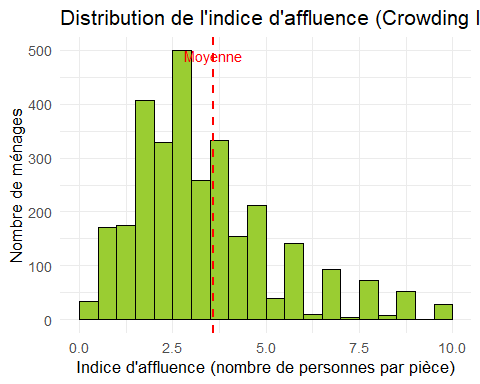 Distribution de l'indice d'affluence (Crowding I
Moyenne
500
400
300
200
100
0
Nombre de ménages
0.0 2.5 5.0 7.5 10.0
Indice d'affluence (nombre de personnes par pièce)